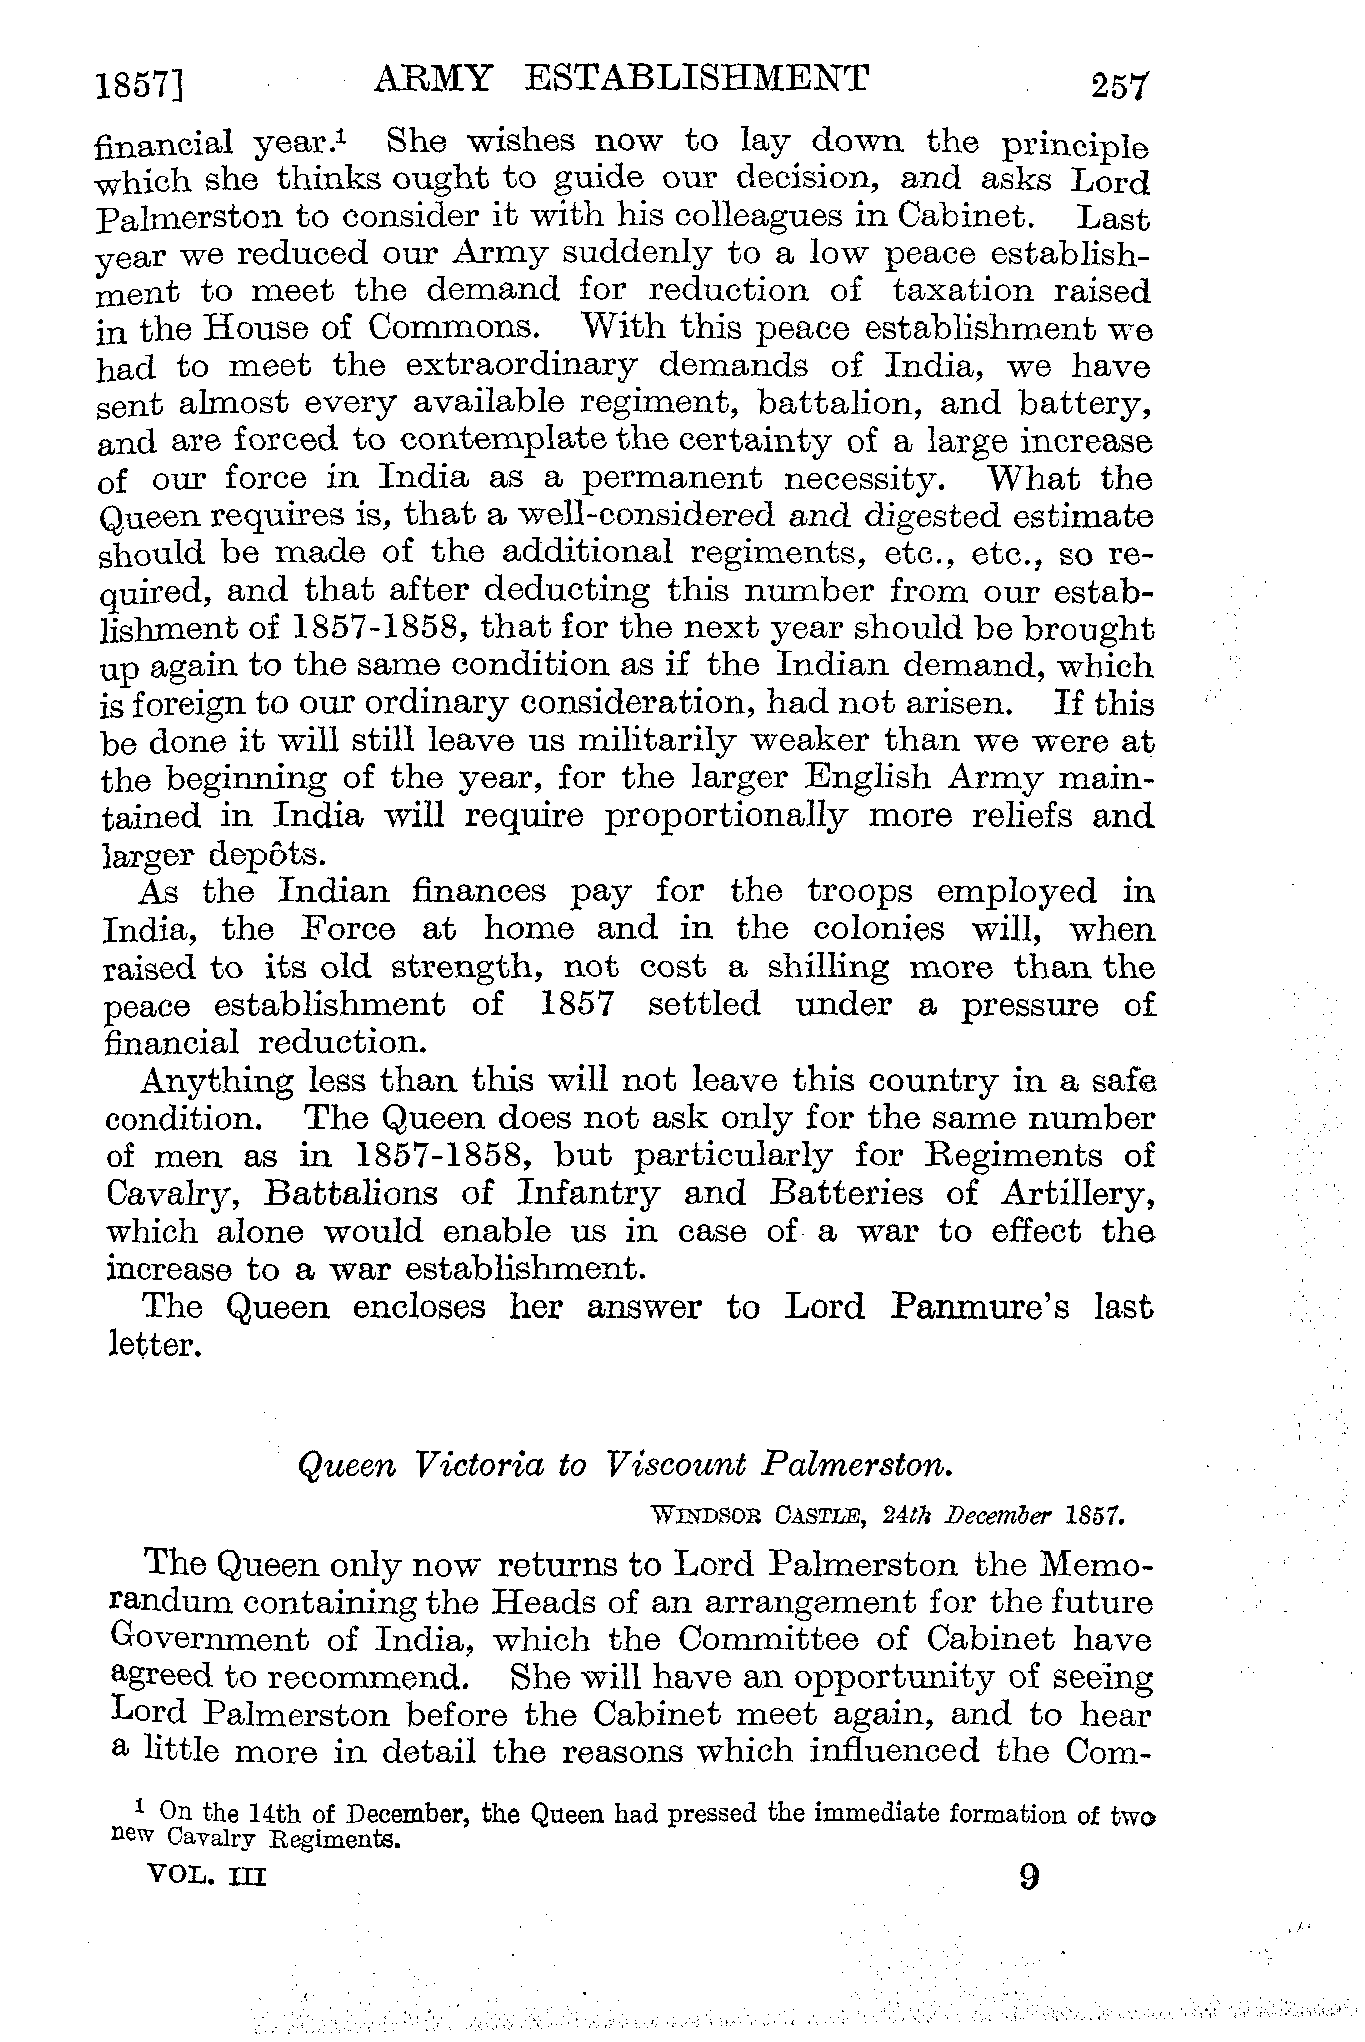 1857] ARMY ESTABLISHMENT 257
financial year.¹ She wishes now to lay down the principle
which she thinks ought to guide our decision, and asks Lord
Palmerston to consider it with his colleagues in Cabinet. Last
year we reduced our Army suddenly to a low peace establish-
ment to meet the demand for reduction of taxation raised
in the House of Commons. With this peace establishment we
had to meet the extraordinary demands of India, we have
sent almost every available regiment, battalion, and battery,
and are forced to contemplate the certainty of a large increase
of our force in India as a permanent necessity. What the
Queen requires is, that a well-considered and digested estimate
should be made of the additional regiments, etc., etc., so re-
quired, and that after deducting this number from our estab-
lishment of 1857-1858, that for the next year should be brought
up again to the same condition as if the Indian demand, which
is foreign to our ordinary consideration, had not arisen. If this
be done it will still leave us militarily weaker than we were at
the beginning of the year, for the larger English Army main-
tained in India will require proportionally more reliefs and
larger depôts.
As the Indian finances pay for the troops employed in
India, the Force at home and in the colonies will, when
raised to its old strength, not cost a shilling more than the
peace establishment of 1857 settled under a pressure of
financial reduction.
Anything less than this will not leave this country in a safe
condition. The Queen does not ask only for the same number
of men as in 1857-1858, but particularly for Regiments of
Cavalry, Battalions of Infantry and Batteries of Artillery,
which alone would enable us in case of a war to effect the
increase to a war establishment.
The Queen encloses her answer to Lord Panmure's last
letter.
Queen Victoria to Viscount Palmerston.
WINDSOR CASTLE, 24th December 1857.
The Queen only now returns to Lord Palmerston the Memo-
randum containing the Heads of an arrangement for the future
Government of India, which the Committee of Cabinet have
agreed to recommend. She will have an opportunity of seeing
Lord Palmerston before the Cabinet meet again, and to hear
a little more in detail the reasons which influenced the Com-
¹ On the 14th of December, the Queen had pressed the immediate formation of two
new Cavalry Regiments.
VOL. III 9